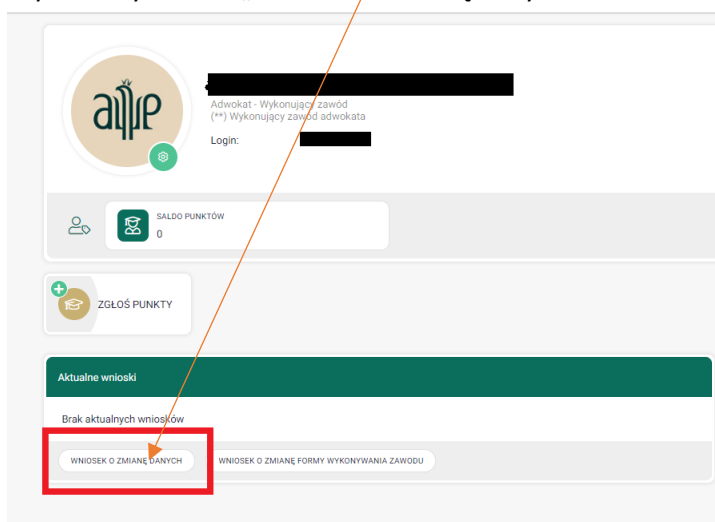 Adwokat - Wykonujący zawód
(**) Wykonujący zawód adwokata
Login:
SALDO PUNKTÓW
0
ZGŁOŚ PUNKTY
Aktualne wnioski
Brak aktualnych wniosków
WNIOSEK O ZMIANĘ DANYCH
WNIOSEK O ZMIANĘ FORMY WYKONYWANIA ZAWODU